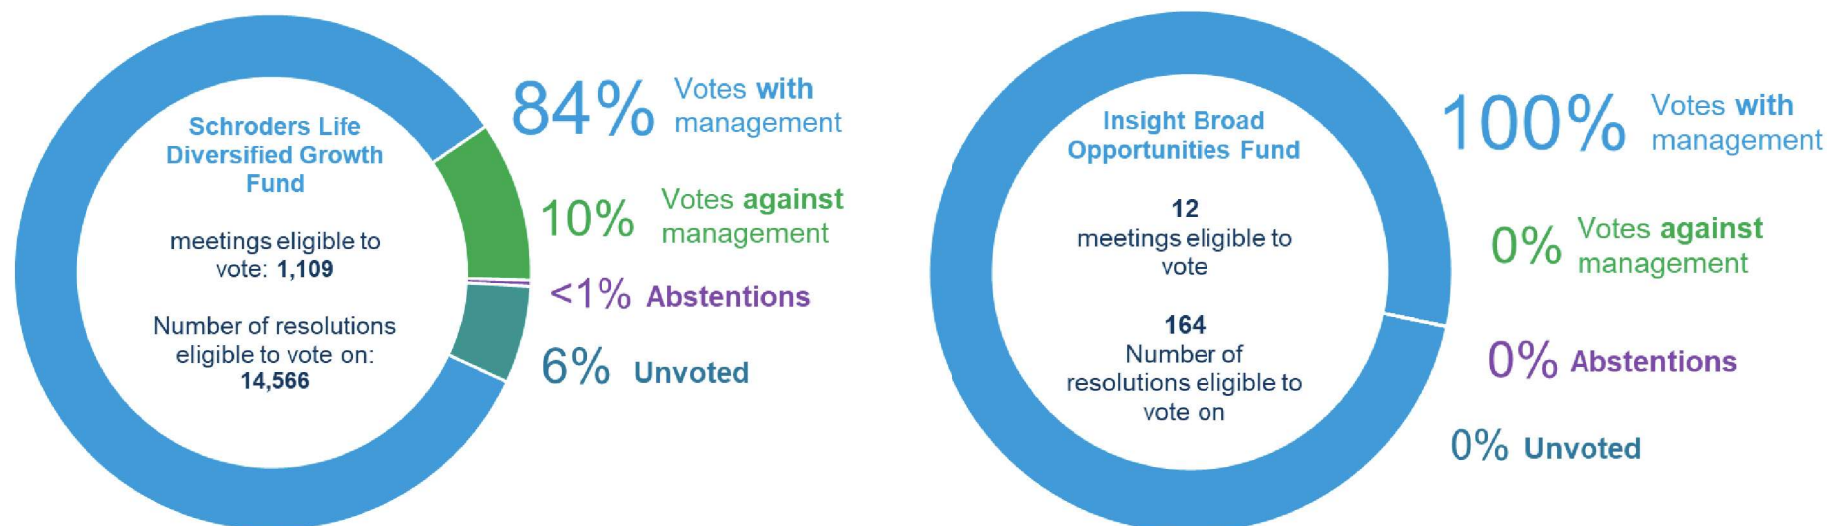 Schroders Life
Diversified Growth
Fund
meetings eligible to
vote: 1,109
Number of resolutions
eligible to vote on:
14,566
84%
Votes with
management
10%
Votes against
management
<1% Abstentions
6% Unvoted
Insight Broad
Opportunities Fund
12
meetings eligible to
vote
164
Number of
resolutions eligible to
vote on
100%
Votes with
management
0%
Votes against
management
0% Abstentions
0% Unvoted